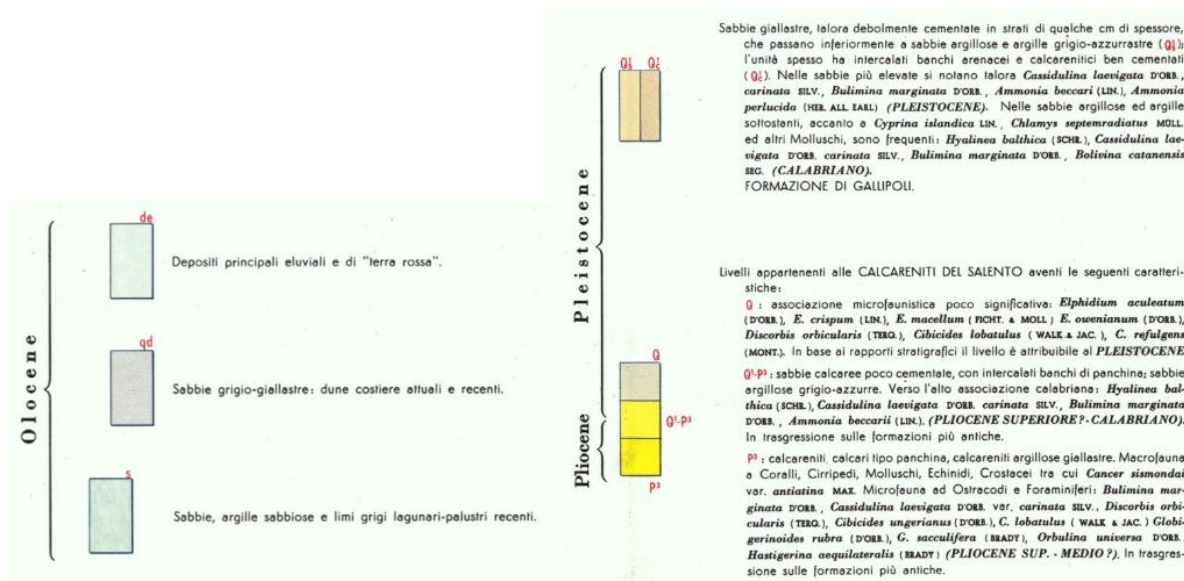 Olocene
de
Depositi principali eluviali e di "terra rossa".
qd
Sabbie grigio-giallastre: dune costiere attuali e recenti.
s
Sabbie, argille sabbiose e limi grigi lagunari-palustri recenti.
Pleistocene
Sabbie giallastre, talora debolmente cementate in strati di qualche cm di spessore,
che passano inferiormente a sabbie argillose e argille grigio-azzurrastre
l'unità spesso ha intercalati banchi arenacei e calcarenitici ben cementati
Nelle sabbie più elevate si notano talora Cassidulina laevigata D'ORB.,
carinata SILV., Bulimina marginata D'ORB., Ammonia beccari (LIN.), Ammonia
perlucida (HER. ALL. EARL) (PLEISTOCENE). Nelle sabbie argillose ed argille
sottostanti, accanto a Cyprina islandica LIN., Chlamys septemradiatus MÜLL.
ed altri Molluschi, sono frequenti: Hyalinea balthica (SCHR.), Cassidulina lae-
vigata D'ORB. carinata SILV., Bulimina marginata D'ORB., Bolivina catanensis
SEG. (CALABRIANO).
FORMAZIONE DI GALLIPOLI.
Livelli appartenenti alle CALCARENITI DEL SALENTO aventi le seguenti caratteri-
stiche:
Q : associazione microfaunistica poco significativa: Elphidium aculeatum
(D'ORB.), E. crispum (LIN.), E. macellum (FICHT. & MOLL) E. owenianum (D'ORB.),
Discorbis orbicularis (TERQ.), Cibicides lobatulus (WALK & JAC.), C. refulgens
(MONT.). In base ai rapporti stratigrafici il livello è attribuibile al PLEISTOCENE
Q¹-P³ : sabbie calcaree poco cementate, con intercalati banchi di panchina; sabbie
argillose grigio-azzurre. Verso l'alto associazione calabriana: Hyalinea bal-
thica (SCHR.), Cassidulina laevigata D'ORB. carinata SILV., Bulimina marginata
D'ORB., Ammonia beccarii (LIN.). (PLIOCENE SUPERIORE?-CALABRIANO).
In trasgressione sulle formazioni più antiche.
P³ : calcareniti, calcari tipo panchina, calcareniti argillose giallastre. Macrofauna
a Coralli, Cirripedi, Molluschi, Echinidi, Crostacei tra cui Cancer sismondai
var. antiatina MAX. Microfauna ad Ostracodi e Foraminiferi: Bulimina mar-
ginata D'ORB., Cassidulina laevigata D'ORB. var. carinata SILV., Discorbis orbi-
cularis (TERQ.), Cibicides ungerianus (D'ORB.), C. lobatulus (WALK & JAC.) Globi-
gerinoides rubra (D'ORB.), G. sacculifera (BRADY), Orbulina universa D'ORB.
Hastigerina aequilateralis (BRADY) (PLIOCENE SUP. - MEDIO ?). In trasgres-
sione sulle formazioni più antiche.
Q
Q¹-P³
P³
Pliocene